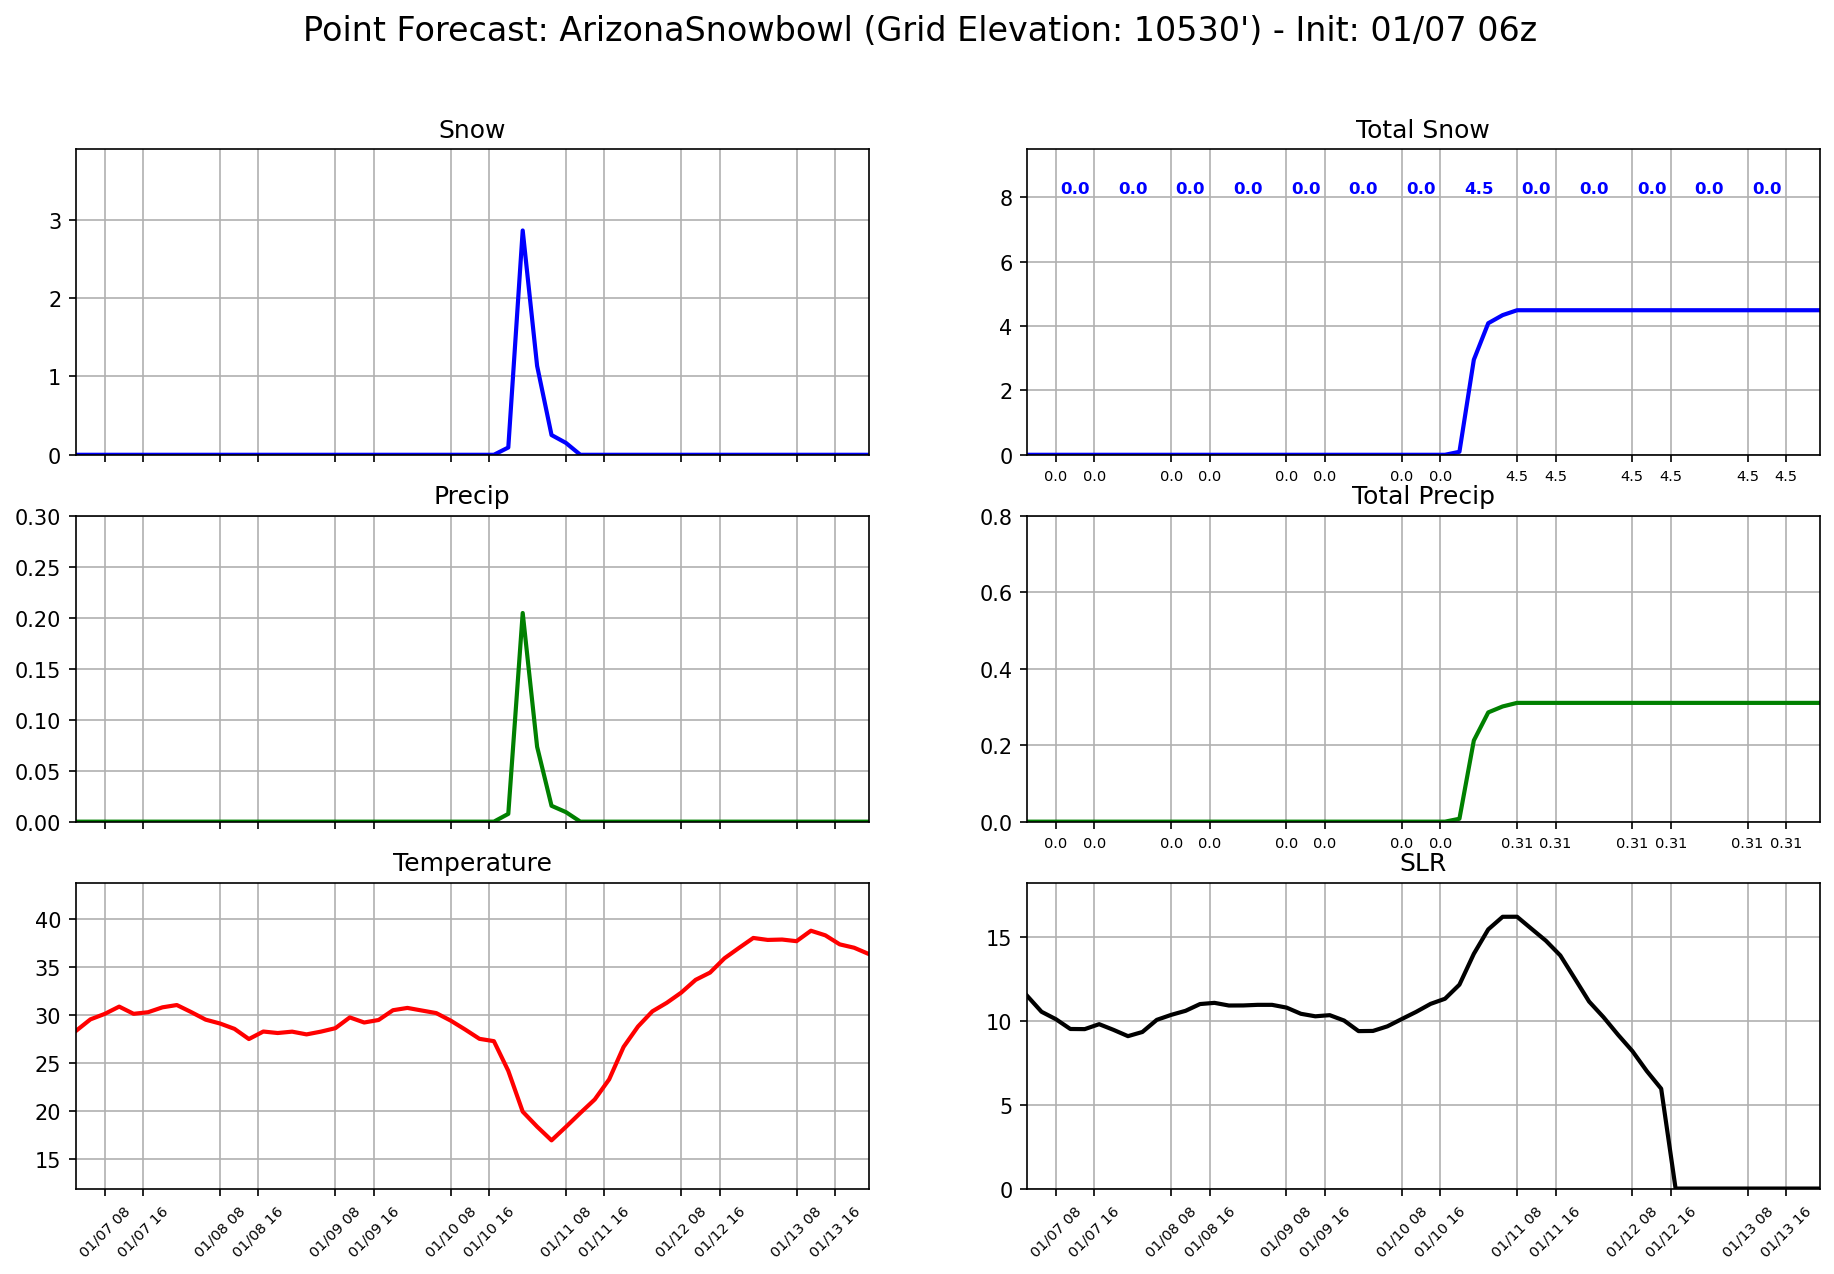 Point Forecast: ArizonaSnowbowl (Grid Elevation: 10530') - Init: 01/07 06z
Snow
3
2
1
0
Total Snow
0.0 0.0 0.0 0.0 0.0 0.0 0.0 4.5 0.0 0.0 0.0 0.0 0.0
8
6
4
2
0
0.0 0.0 0.0 0.0 0.0 0.0 0.0 0.0 4.5 4.5 4.5 4.5 4.5 4.5
Precip
0.30
0.25
0.20
0.15
0.10
0.05
0.00
Total Precip
0.8
0.6
0.4
0.2
0.0
0.0 0.0 0.0 0.0 0.0 0.0 0.0 0.0 0.31 0.31 0.31 0.31 0.31 0.31
Temperature
40
35
30
25
20
15
01/07 08 01/07 16 01/08 08 01/08 16 01/09 08 01/09 16 01/10 08 01/10 16 01/11 08 01/11 16 01/12 08 01/12 16 01/13 08 01/13 16
SLR
15
10
5
0
01/07 08 01/07 16 01/08 08 01/08 16 01/09 08 01/09 16 01/10 08 01/10 16 01/11 08 01/11 16 01/12 08 01/12 16 01/13 08 01/13 16